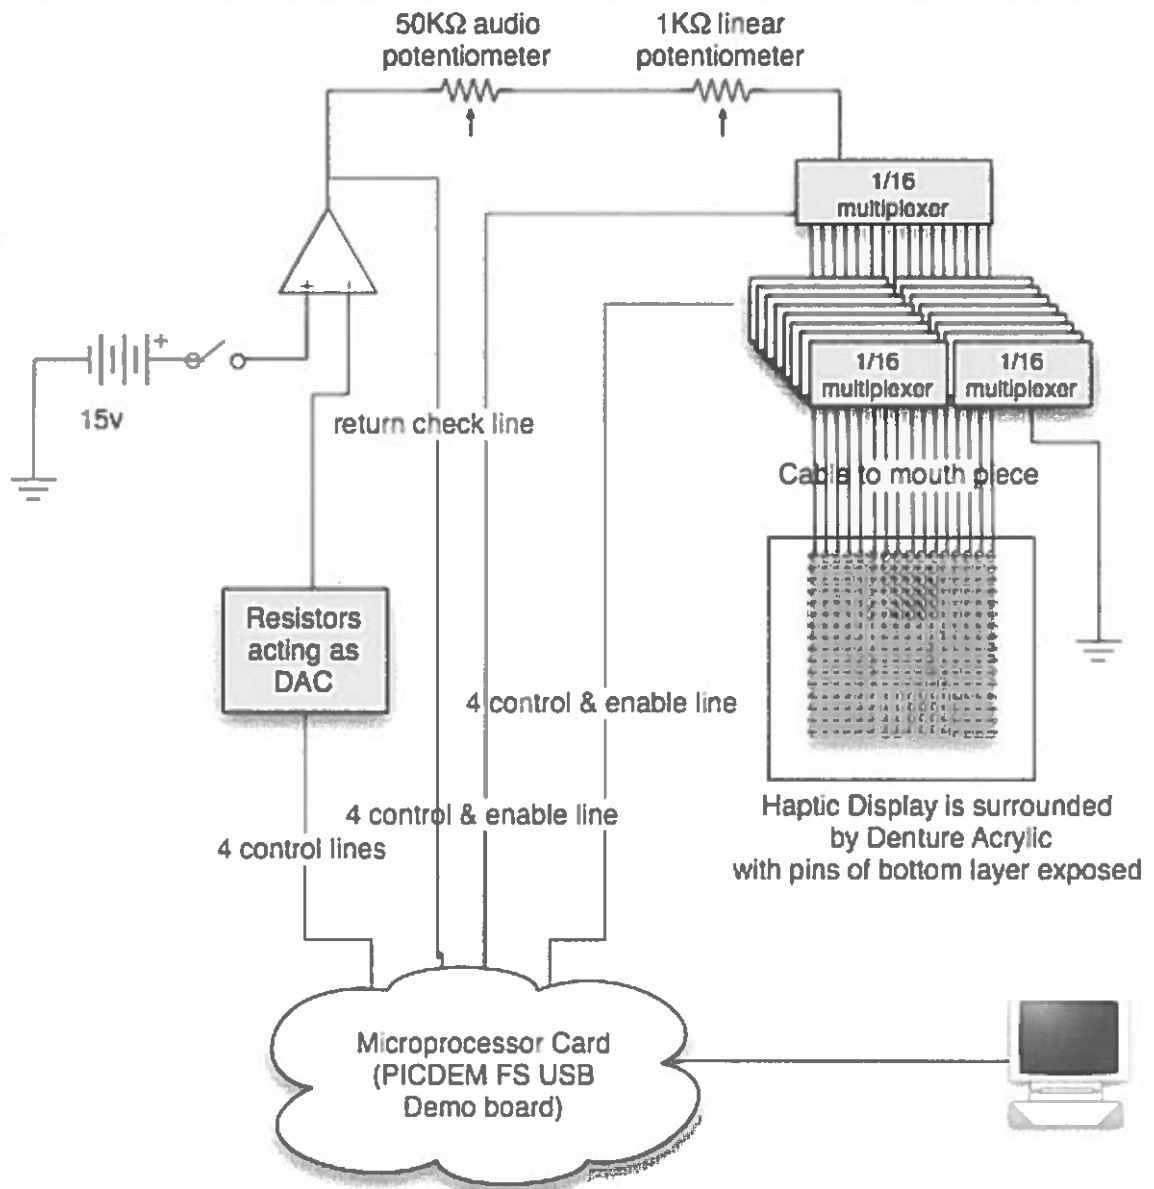 50KΩ audio
potentiometer
1KΩ linear
potentiometer
1/16
multiplexer
1/16
multiplexer
1/16
multiplexer
+
15v
return check line
Cable to mouth piece
Resistors
acting as
DAC
4 control & enable line
4 control & enable line
4 control lines
Haptic Display is surrounded
by Denture Acrylic
with pins of bottom layer exposed
Microprocessor Card
(PICDEM FS USB
Demo board)